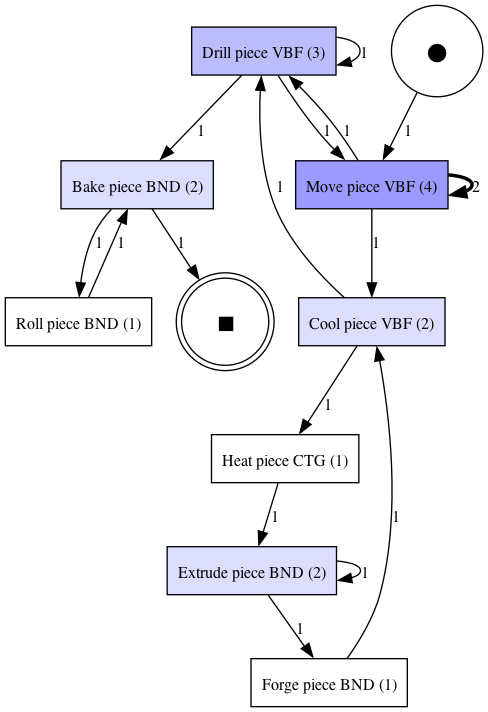 Drill piece VBF (3)
1
1
1
1
1
Bake piece BND (2)
Move piece VBF (4)
2
1
1
1
1
1
Roll piece BND (1)
Cool piece VBF (2)
1
Heat piece CTG (1)
1
1
Extrude piece BND (2)
1
1
Forge piece BND (1)